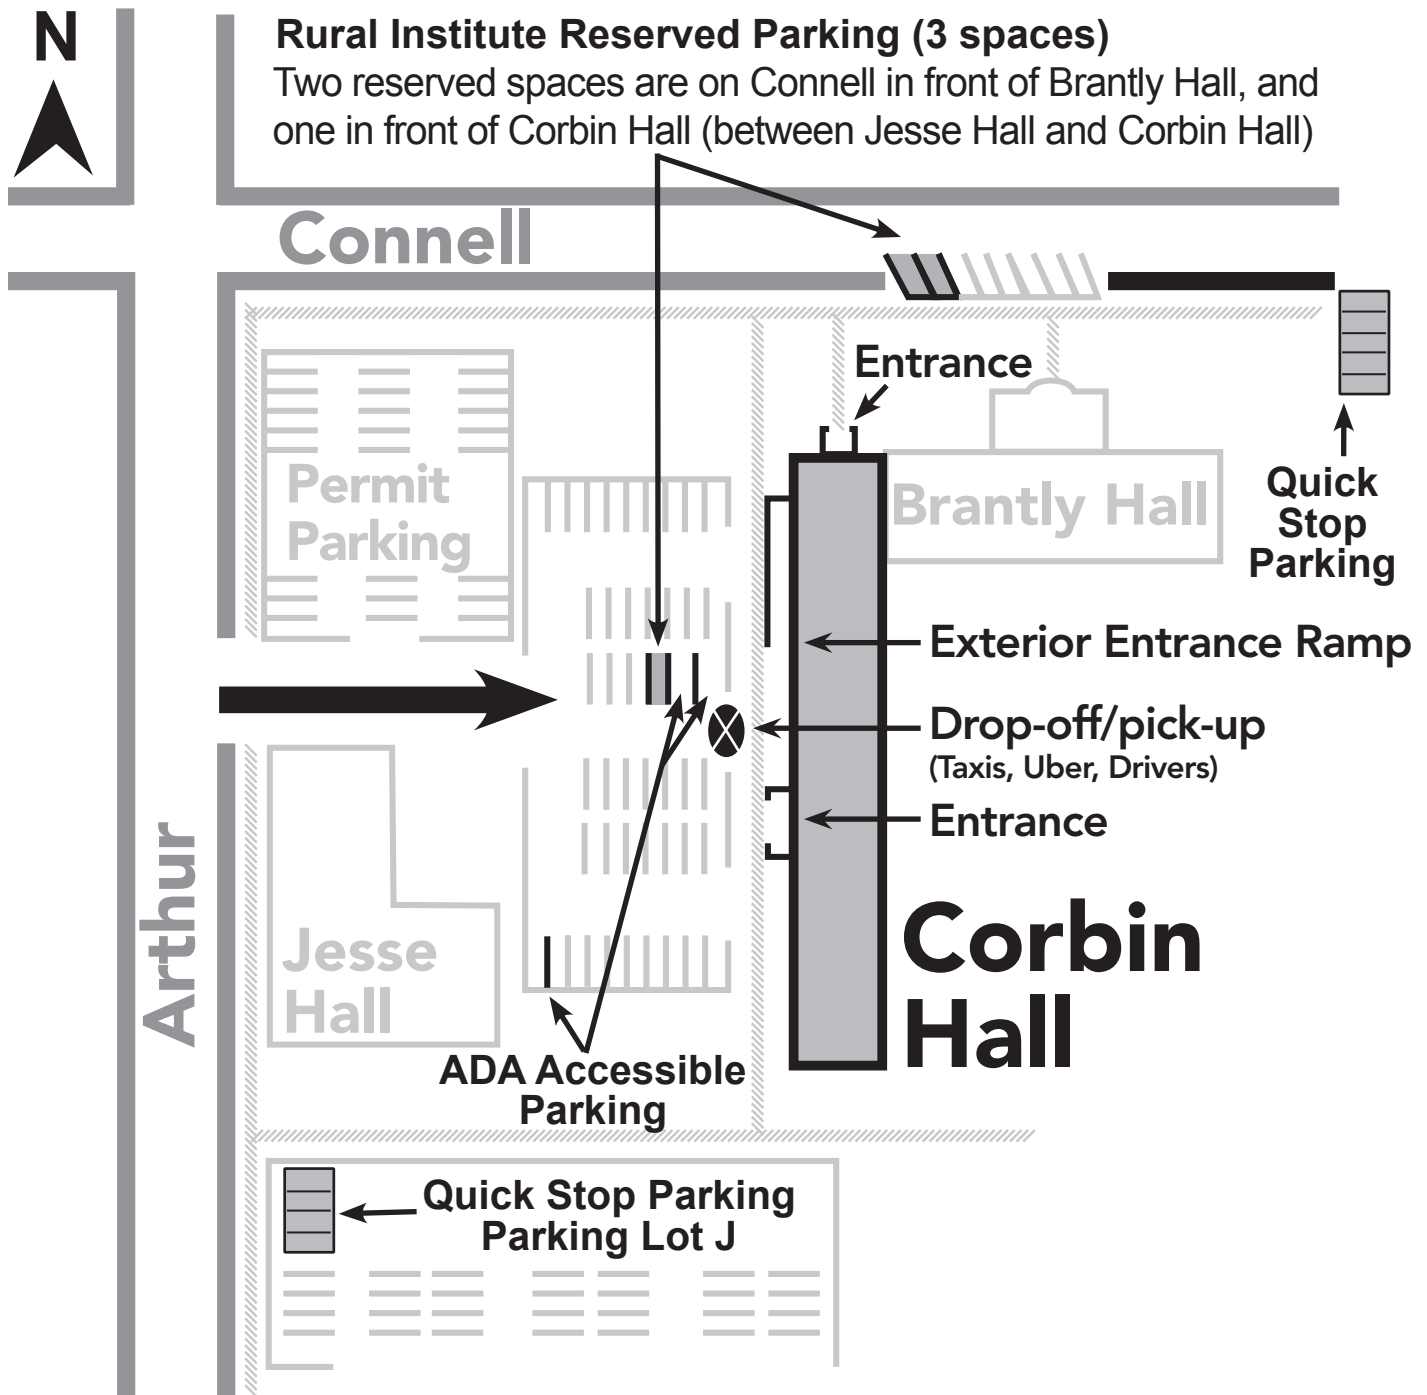 N
Rural Institute Reserved Parking (3 spaces)
Two reserved spaces are on Connell in front of Brantly Hall, and
one in front of Corbin Hall (between Jesse Hall and Corbin Hall)
Connell
Entrance
Permit
Parking
Brantly Hall
Quick
Stop
Parking
Exterior Entrance Ramp
Drop-off/pick-up
(Taxis, Uber, Drivers)
Entrance
Arthur
Jesse
Hall
Corbin
Hall
ADA Accessible
Parking
Quick Stop Parking
Parking Lot J